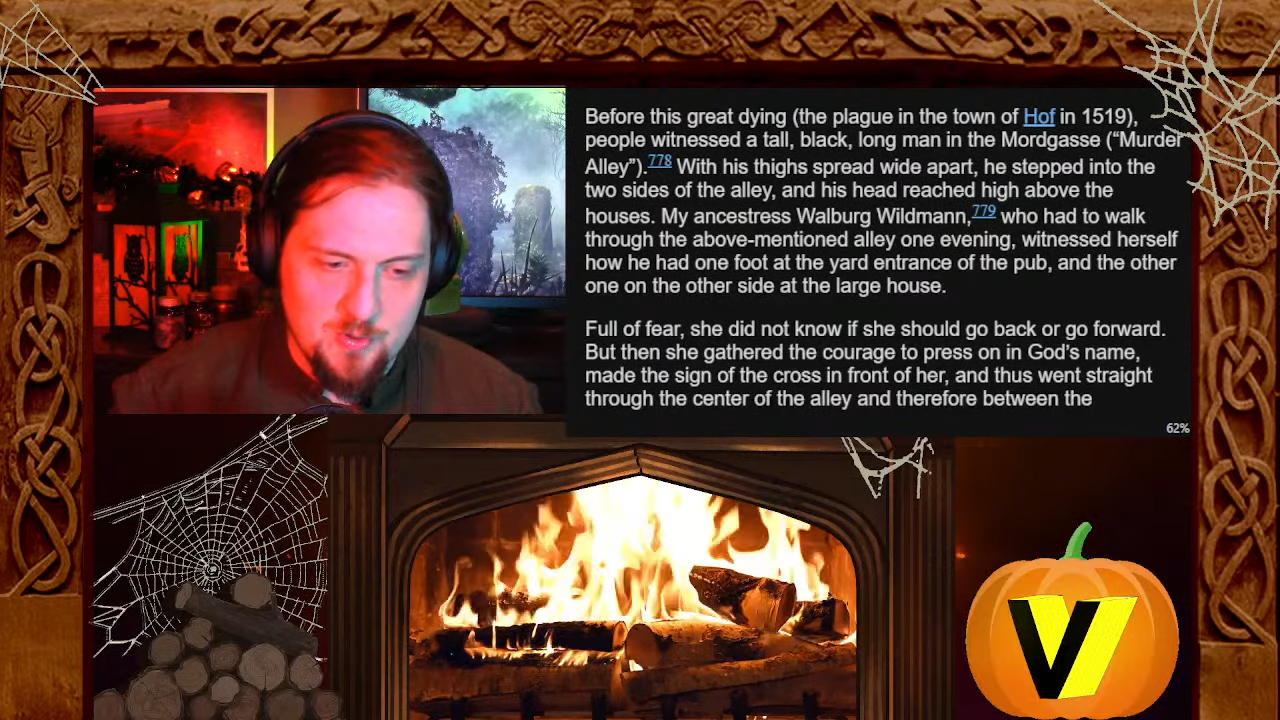 Before this great dying (the plague in the town of Hof in 1519),
people witnessed a tall, black, long man in the Mordgasse (“Murder
Alley”).778 With his thighs spread wide apart, he stepped into the
two sides of the alley, and his head reached high above the
houses. My ancestress Walburg Wildmann,779 who had to walk
through the above-mentioned alley one evening, witnessed herself
how he had one foot at the yard entrance of the pub, and the other
one on the other side at the large house.
Full of fear, she did not know if she should go back or go forward.
But then she gathered the courage to press on in God’s name,
made the sign of the cross in front of her, and thus went straight
through the center of the alley and therefore between the
62%
V